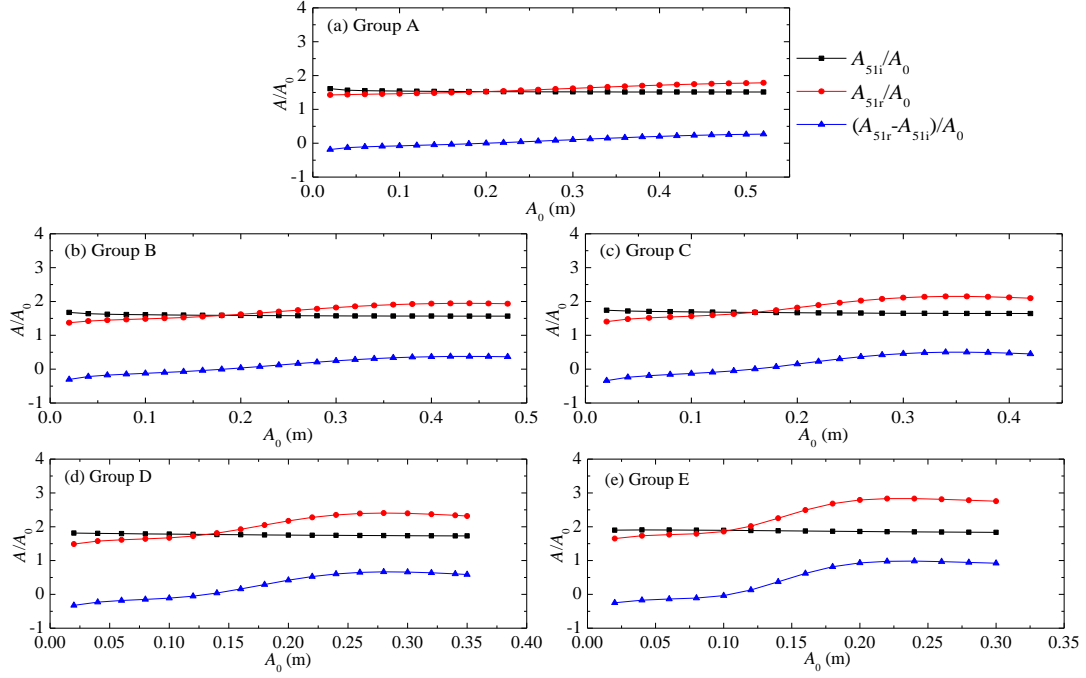 (a) Group A
4
3
2
1
0
-1
A/A0
0.0 0.1 0.2 0.3 0.4 0.5
A0 (m)
A51i/A0
A51r/A0
(A51r-A51i)/A0
(b) Group B
4
3
2
1
0
-1
A/A0
0.0 0.1 0.2 0.3 0.4 0.5
A0 (m)
(c) Group C
4
3
2
1
0
-1
A/A0
0.0 0.1 0.2 0.3 0.4
A0 (m)
(d) Group D
4
3
2
1
0
-1
A/A0
0.00 0.05 0.10 0.15 0.20 0.25 0.30 0.35 0.40
A0 (m)
(e) Group E
4
3
2
1
0
-1
A/A0
0.00 0.05 0.10 0.15 0.20 0.25 0.30 0.35
A0 (m)